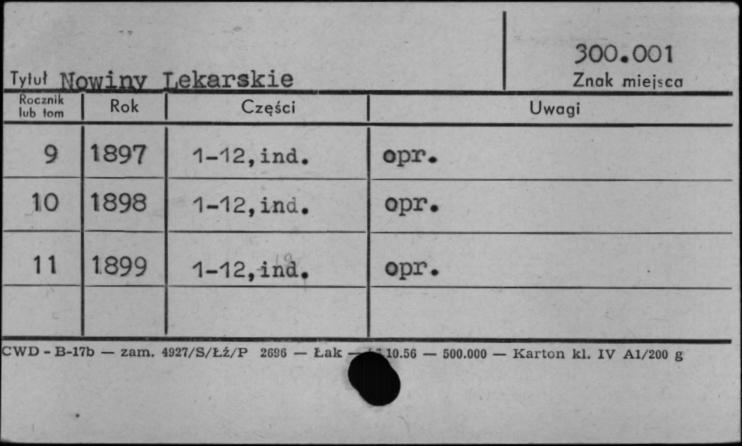 300.001
Tytuł Nowiny Lekarskie Znak miejsca
Rocznik lub tom Rok Części Uwagi
9 1897 1-12,ind. opr.
10 1898 1-12,ind. opr.
11 1899 1-12,ind. opr.
CWD - B-17b — zam. 4927/S/Łź/P 2696 — Łak — 10.56 — 500.000 — Karton kl. IV A1/200 g